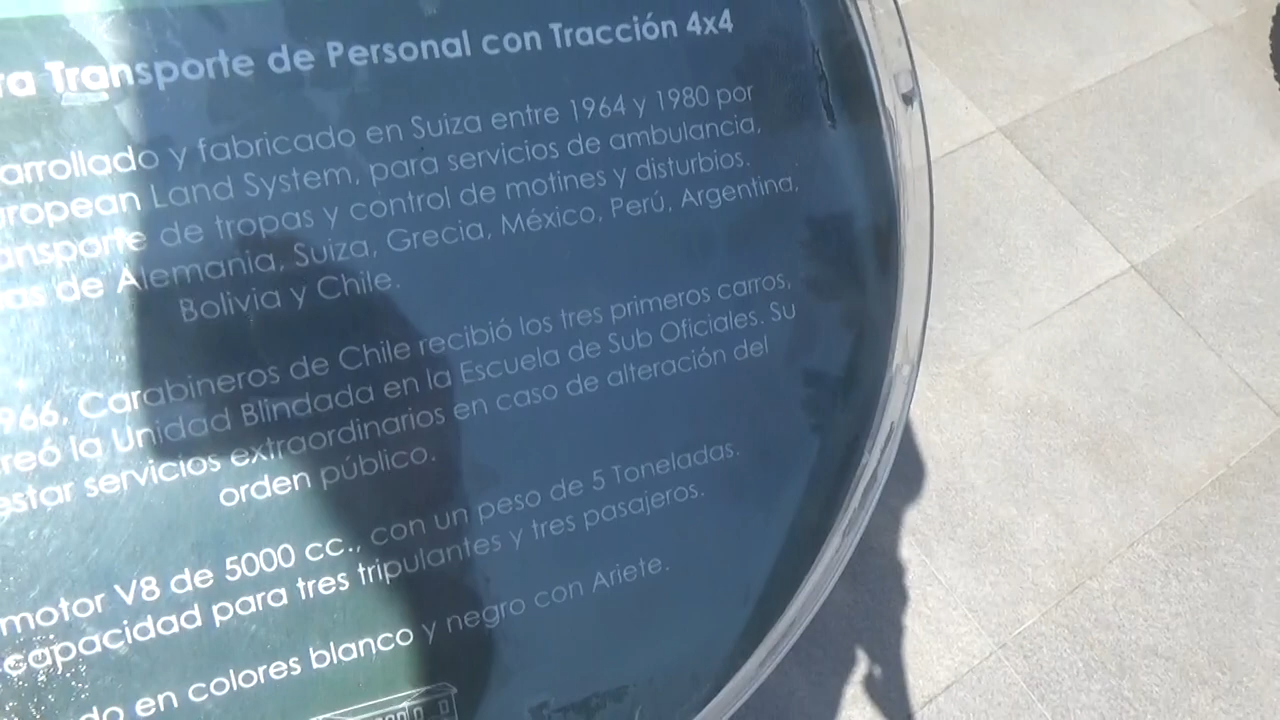 ra Transporte de Personal con Tracción 4x4
arrollado y fabricado en Suiza entre 1964 y 1980 por
uropean Land System, para servicios de ambulancia,
ansporte de tropas y control de motines y disturbios.
as de Alemania, Suiza, Grecia, México, Perú, Argentina,
Bolivia y Chile.
966, Carabineros de Chile recibió los tres primeros carros,
reó la Unidad Blindada en la Escuela de Sub Oficiales. Su
estar servicios extraordinarios en caso de alteración del
orden público.
motor V8 de 5000 cc., con un peso de 5 Toneladas.
capacidad para tres tripulantes y tres pasajeros.
do en colores blanco y negro con Ariete.